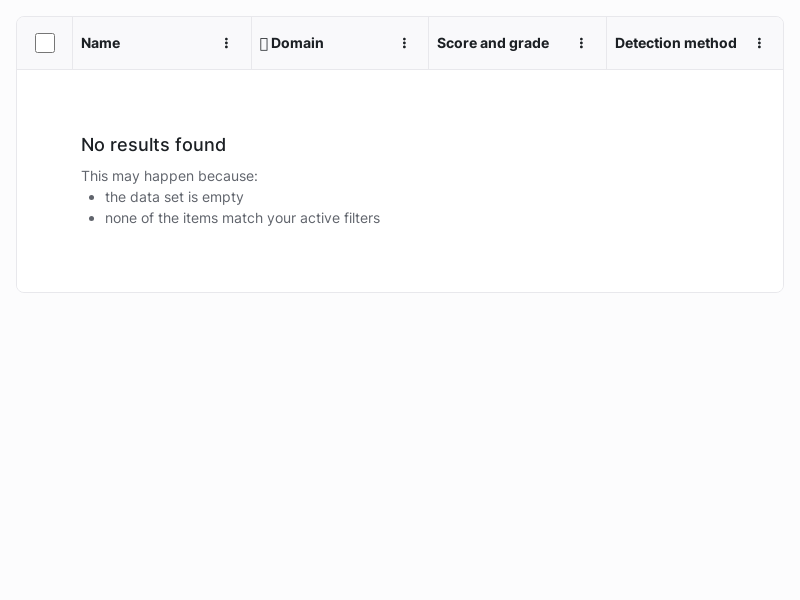 Name Domain Score and grade Detection method
No results found
This may happen because:
the data set is empty
none of the items match your active filters